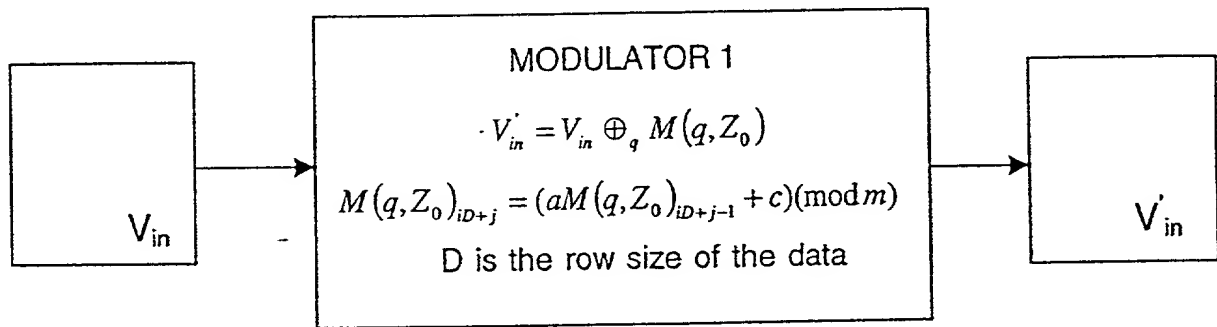 V_in
MODULATOR 1
V'_in = V_in ⊕_q M(q,Z_0)
M(q,Z_0)_{iD+j} = (aM(q,Z_0)_{iD+j-1} + c)(mod m)
D is the row size of the data
V'_in